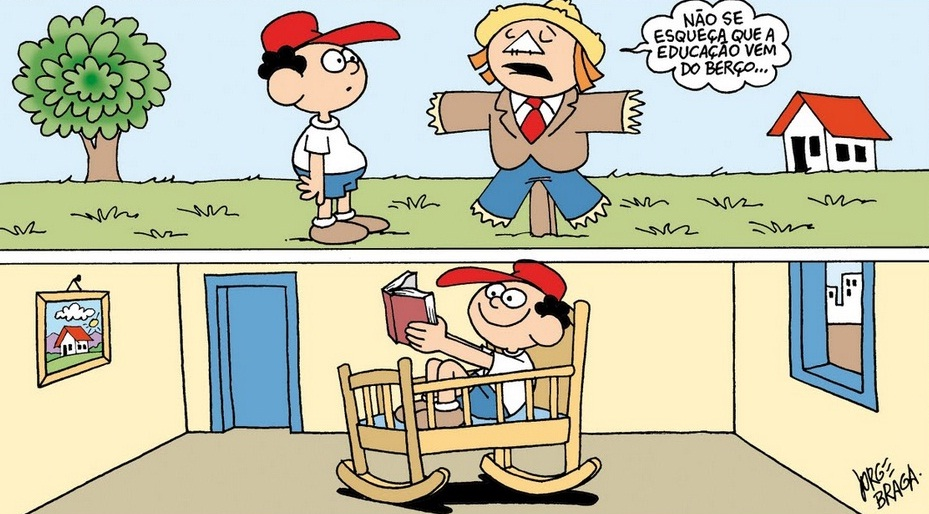 NÃO SE
ESQUEÇA QUE A
EDUCAÇÃO VEM
DO BERÇO...
JORGE
BRAGA.